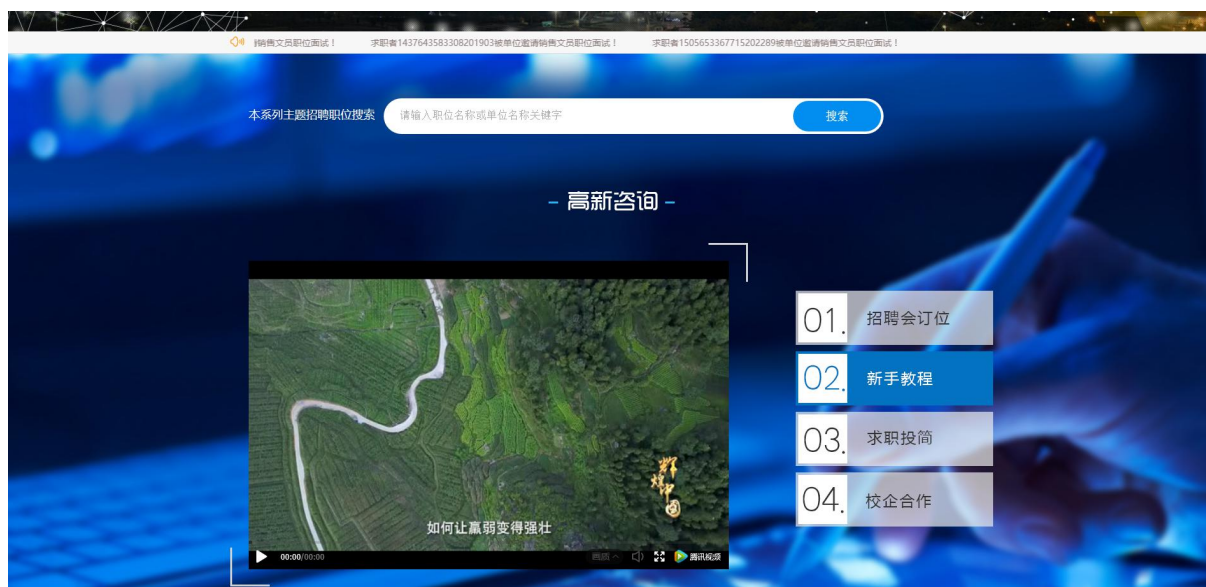 销售文员职位面试！ 求职者1437643583308201903被单位邀请销售文员职位面试！ 求职者1505653367715202289被单位邀请销售文员职位面试！
本系列主题招聘职位搜索 请输入职位名称或单位名称关键字 搜索
- 高新咨询 -
01. 招聘会订位
02. 新手教程
03. 求职投简
04. 校企合作
辉煌中国
如何让羸弱变得强壮
00:00/00:00 画质 腾讯视频